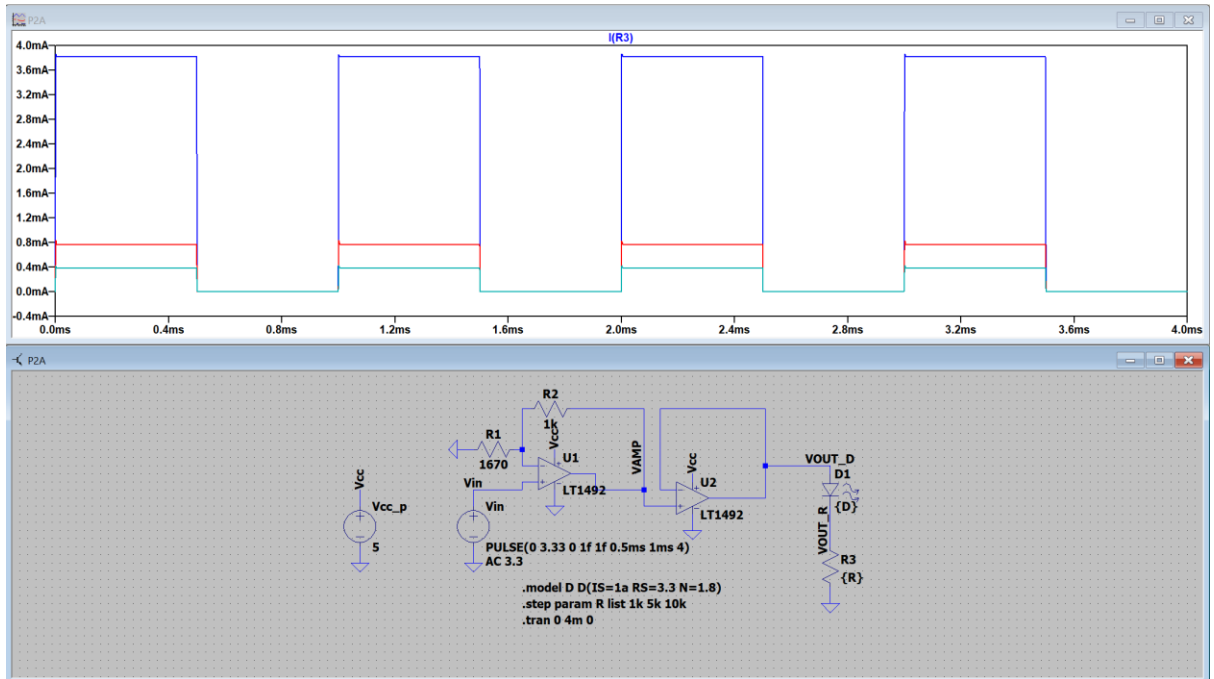 P2A
I(R3)
4.0mA
3.6mA
3.2mA
2.8mA
2.4mA
2.0mA
1.6mA
1.2mA
0.8mA
0.4mA
0.0mA
-0.4mA
0.0ms 0.4ms 0.8ms 1.2ms 1.6ms 2.0ms 2.4ms 2.8ms 3.2ms 3.6ms 4.0ms
P2A
R2
1k
R1
1670
Vcc
U1
LT1492
VAMP
Vcc
U2
LT1492
VOUT_D
D1
{D}
VOUT_R
R3
{R}
Vcc
Vcc_p
5
Vin
Vin
PULSE(0 3.33 0 1f 1f 0.5ms 1ms 4)
AC 3.3
.model D D(IS=1a RS=3.3 N=1.8)
.step param R list 1k 5k 10k
.tran 0 4m 0